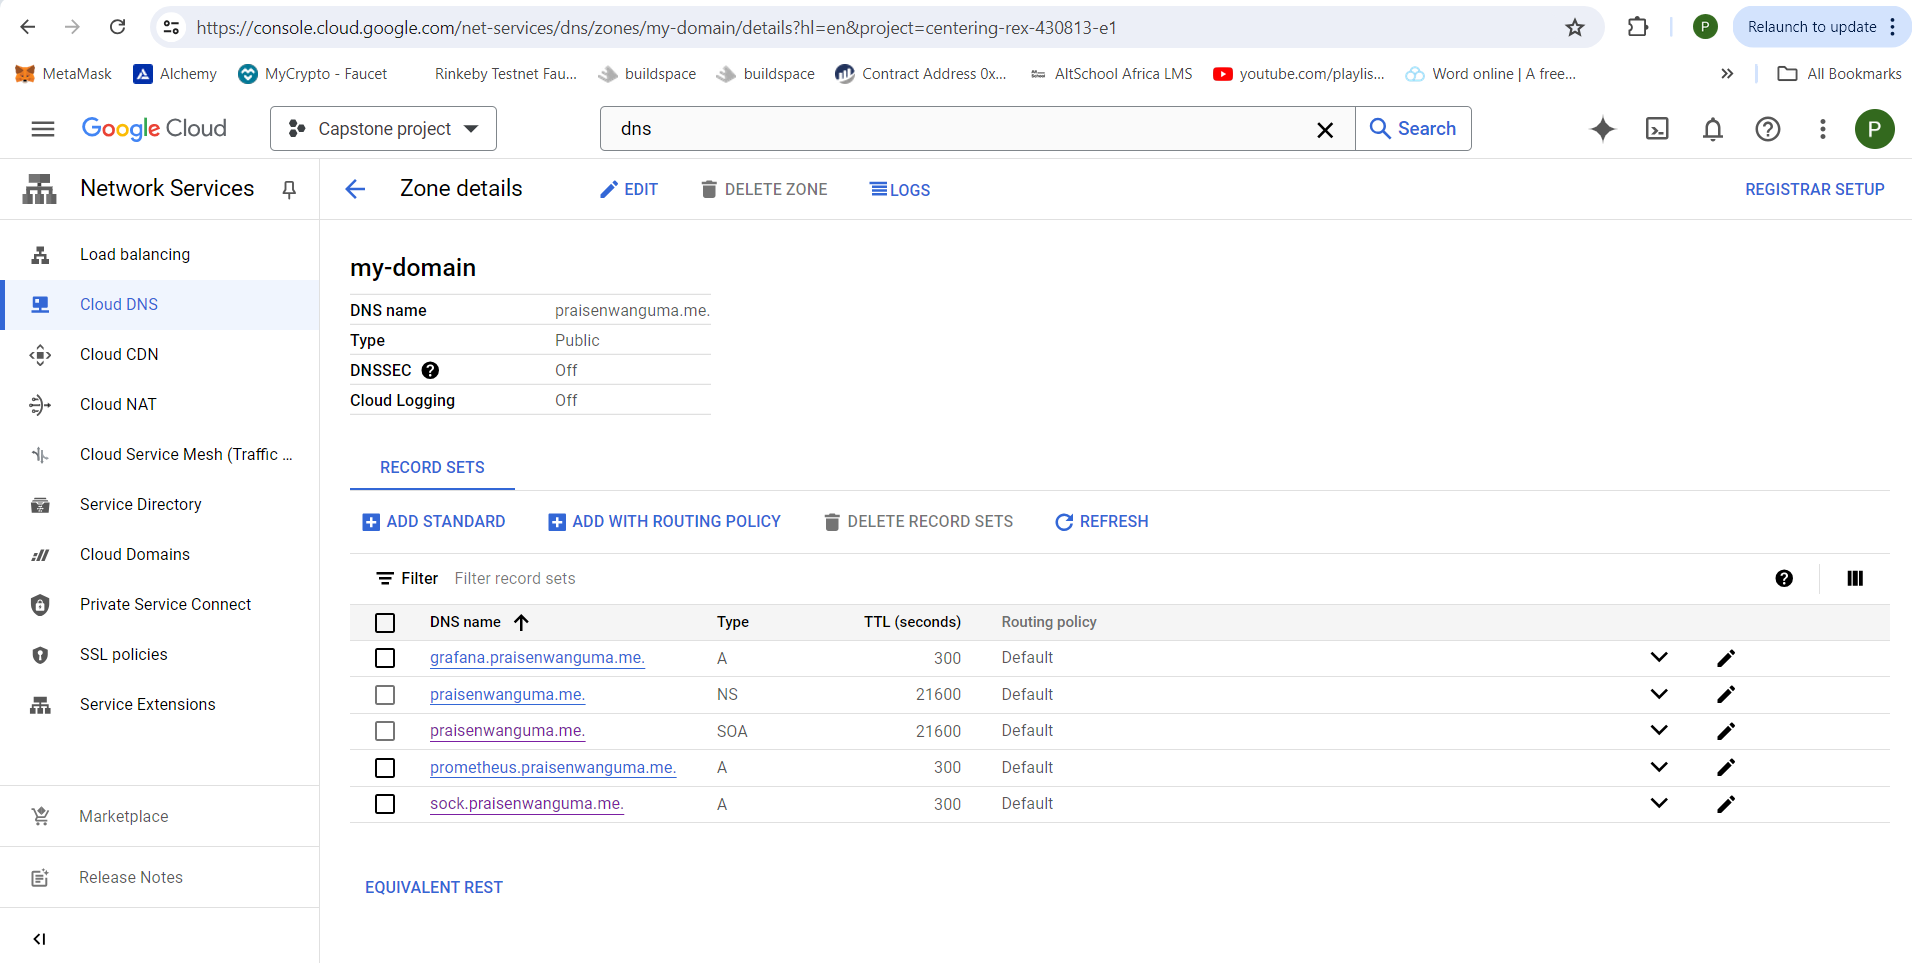 https://console.cloud.google.com/net-services/dns/zones/my-domain/details?hl=en&project=centering-rex-430813-e1
P
Relaunch to update
MetaMask
Alchemy
MyCrypto - Faucet
Rinkeby Testnet Fau...
buildspace
buildspace
Contract Address 0x...
AltSchool Africa LMS
youtube.com/playlis...
Word online | A free...
All Bookmarks
Google Cloud
Capstone project
dns
Search
P
Network Services
Zone details
EDIT
DELETE ZONE
LOGS
REGISTRAR SETUP
Load balancing
Cloud DNS
Cloud CDN
Cloud NAT
Cloud Service Mesh (Traffic ...
Service Directory
Cloud Domains
Private Service Connect
SSL policies
Service Extensions
Marketplace
Release Notes
my-domain
DNS name praisenwanguma.me.
Type Public
DNSSEC Off
Cloud Logging Off
RECORD SETS
ADD STANDARD
ADD WITH ROUTING POLICY
DELETE RECORD SETS
REFRESH
Filter Filter record sets
DNS name Type TTL (seconds) Routing policy
grafana.praisenwanguma.me. A 300 Default
praisenwanguma.me. NS 21600 Default
praisenwanguma.me. SOA 21600 Default
prometheus.praisenwanguma.me. A 300 Default
sock.praisenwanguma.me. A 300 Default
EQUIVALENT REST